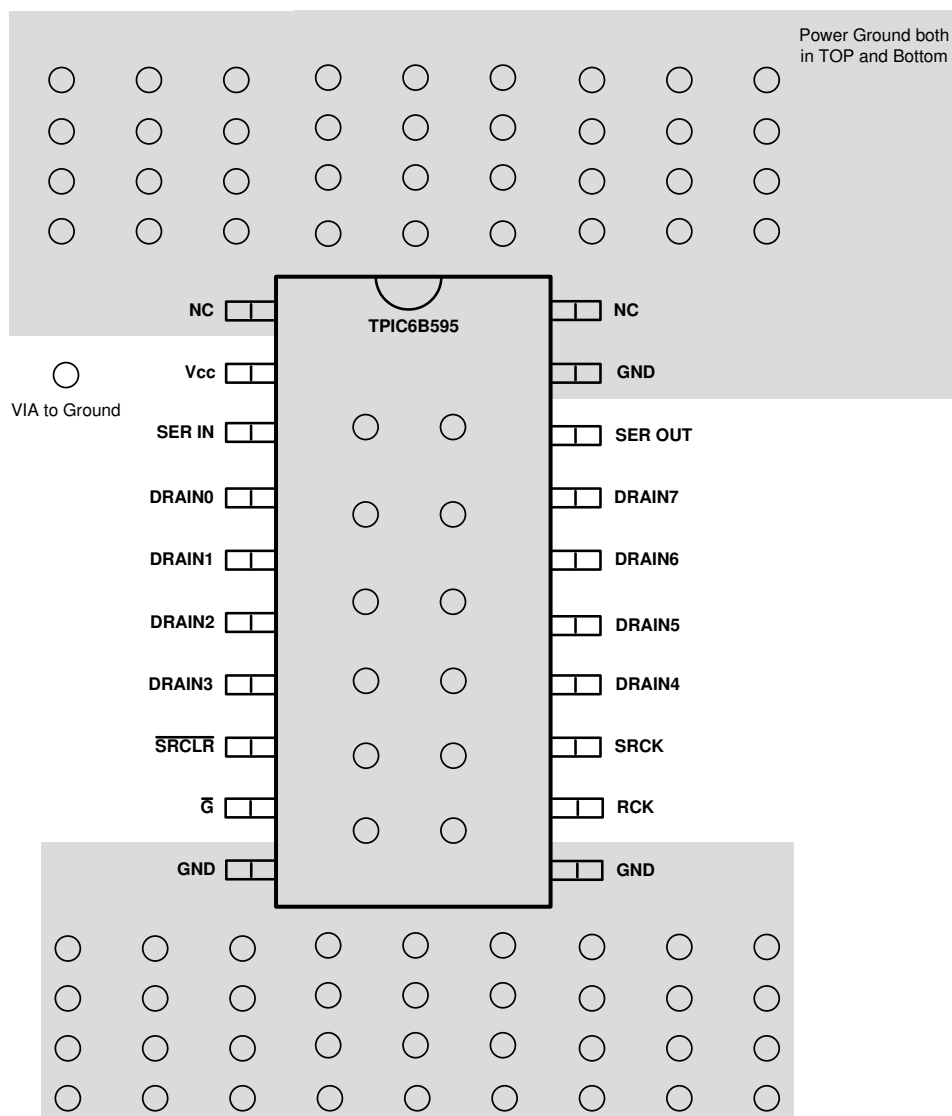 Power Ground both
in TOP and Bottom
TPIC6B595
NC
NC
Vcc
GND
VIA to Ground
SER IN
SER OUT
DRAIN0
DRAIN7
DRAIN1
DRAIN6
DRAIN2
DRAIN5
DRAIN3
DRAIN4
S̅R̅C̅L̅R̅
SRCK
G̅
RCK
GND
GND